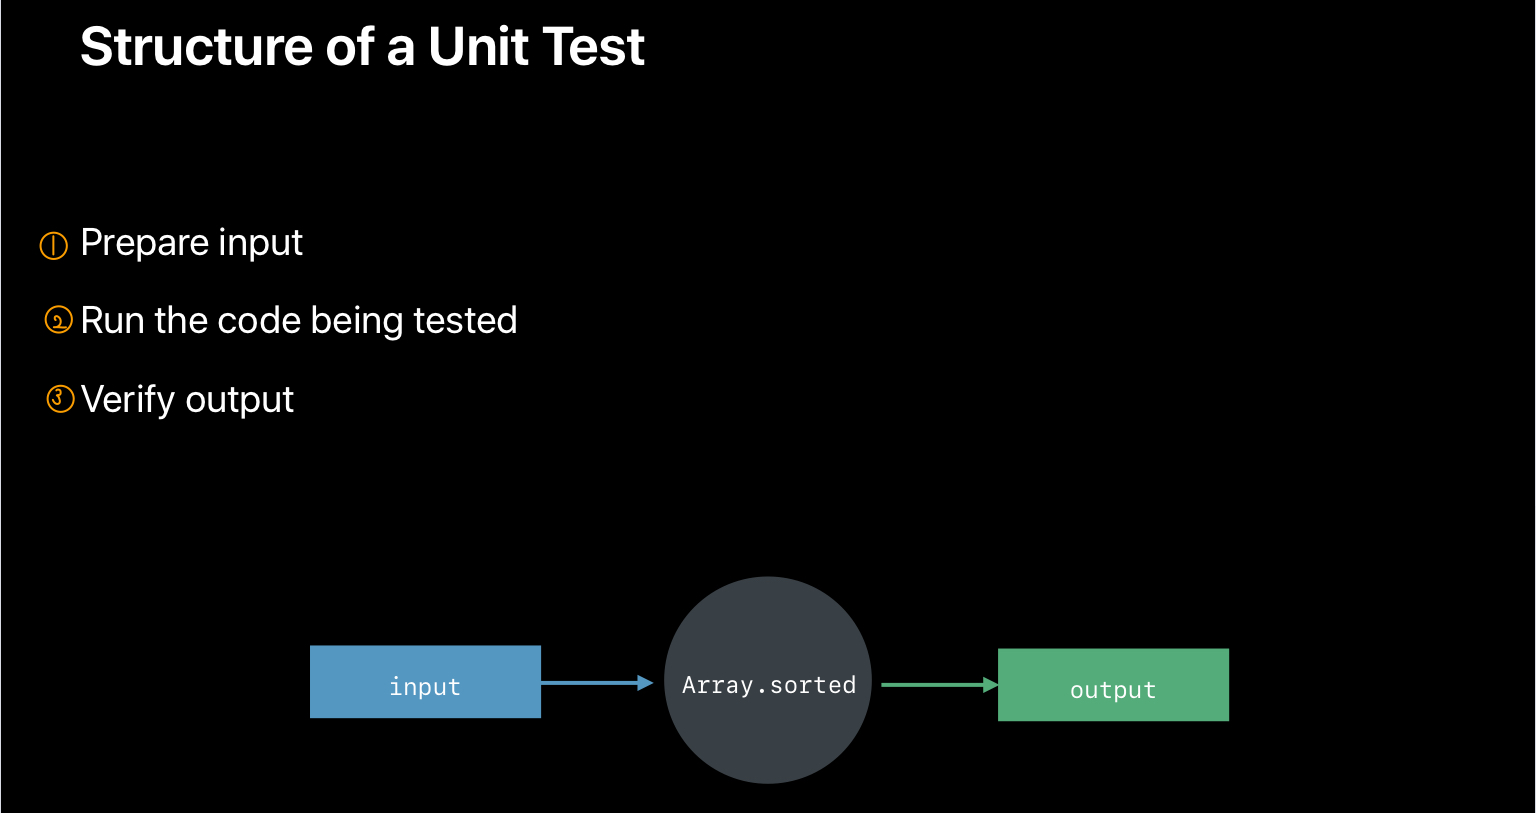 Structure of a Unit Test
① Prepare input
② Run the code being tested
③ Verify output
input
Array.sorted
output